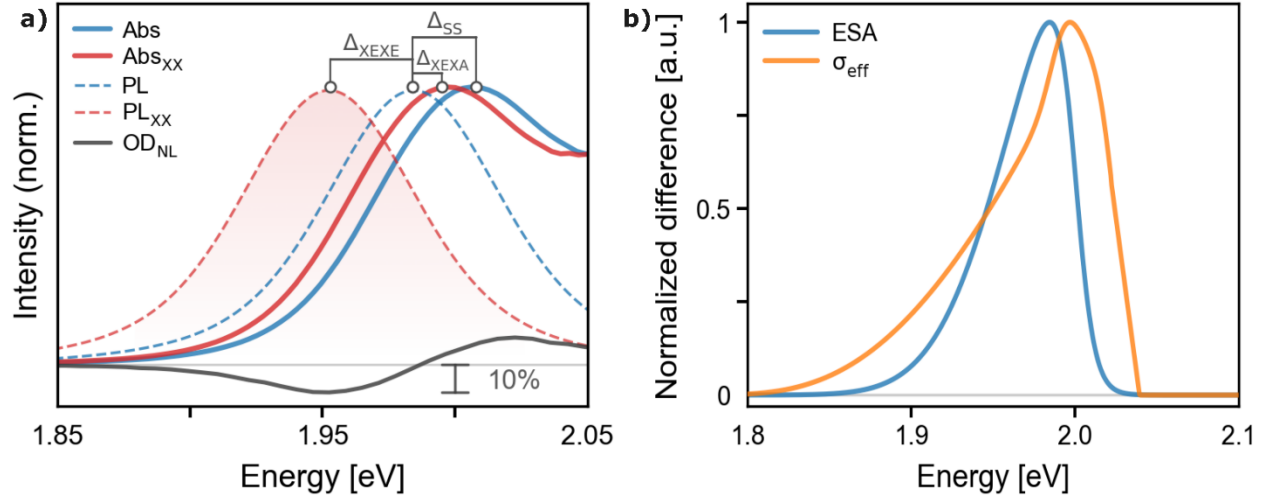 a)
Abs
Abs_XX
PL
PL_XX
OD_NL
Δ_XEXE
Δ_SS
Δ_XEXA
10%
Intensity (norm.)
1.85
1.95
2.05
Energy [eV]
b)
ESA
σ_eff
Normalized difference [a.u.]
1
0.5
0
1.8
1.9
2.0
2.1
Energy [eV]